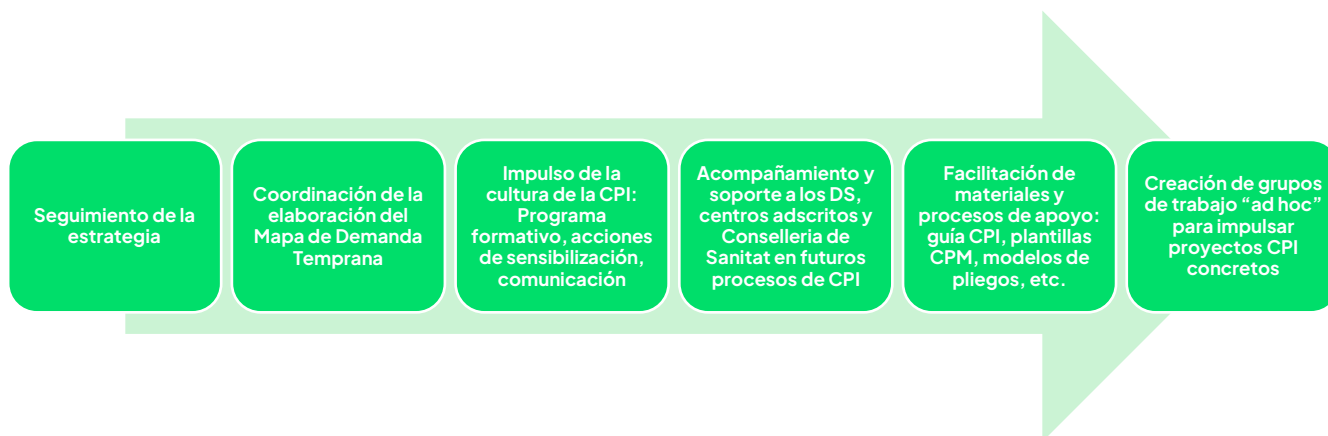 Seguimiento de la
estrategia
Coordinación de la
elaboración del
Mapa de Demanda
Temprana
Impulso de la
cultura de la CPI:
Programa
formativo, acciones
de sensibilización,
comunicación
Acompañamiento y
soporte a los DS,
centros adscritos y
Conselleria de
Sanitat en futuros
procesos de CPI
Facilitación de
materiales y
procesos de apoyo:
guía CPI, plantillas
CPM, modelos de
pliegos, etc.
Creación de grupos
de trabajo “ad hoc”
para impulsar
proyectos CPI
concretos